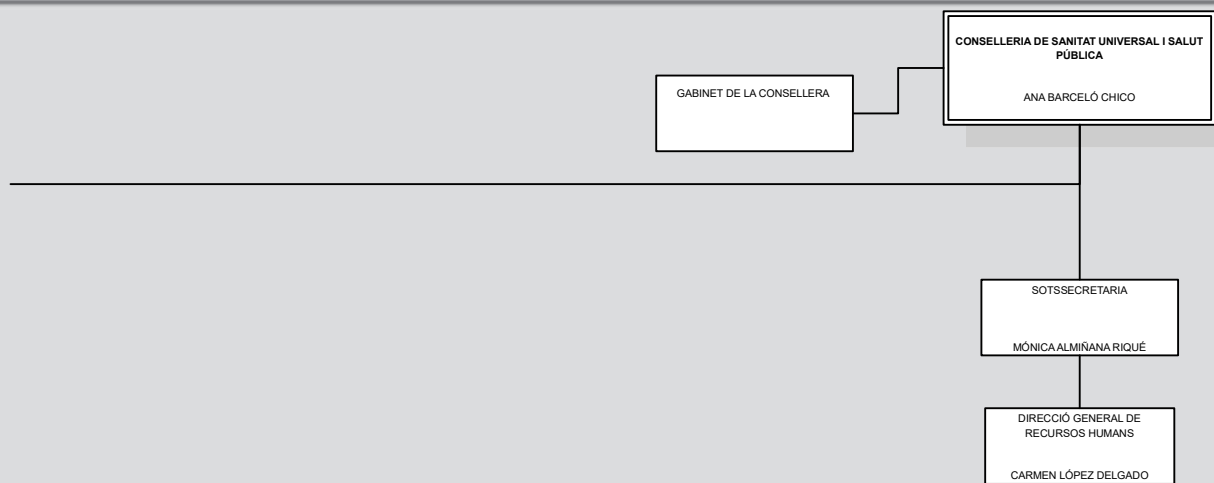 CONSELLERIA DE SANITAT UNIVERSAL I SALUT
PÚBLICA
ANA BARCELÓ CHICO
GABINET DE LA CONSELLERA
SOTSSECRETARIA
MÓNICA ALMIÑANA RIQUÉ
DIRECCIÓ GENERAL DE
RECURSOS HUMANS
CARMEN LÓPEZ DELGADO